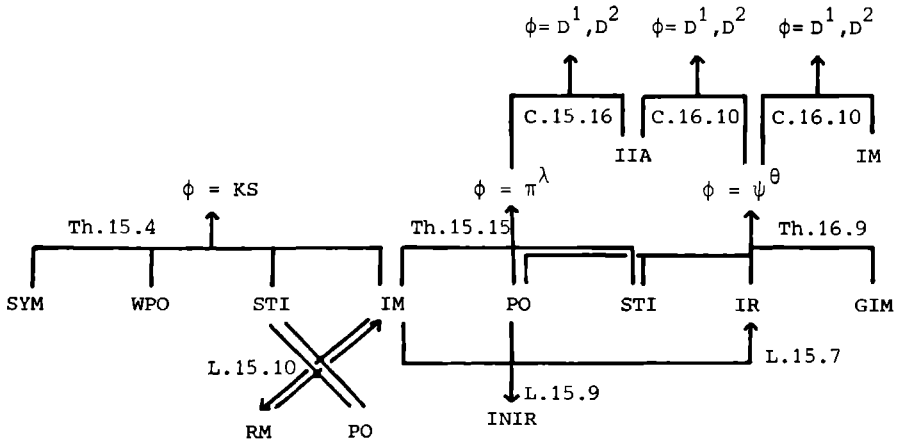 ϕ= D¹,D² ϕ= D¹,D² ϕ= D¹,D²
C.15.16 C.16.10 C.16.10
IIA IM
ϕ = KS ϕ = π^λ ϕ = ψ^θ
Th.15.4 Th.15.15 Th.16.9
SYM WPO STI IM PO STI IR GIM
L.15.10 L.15.7
L.15.9
RM PO INIR